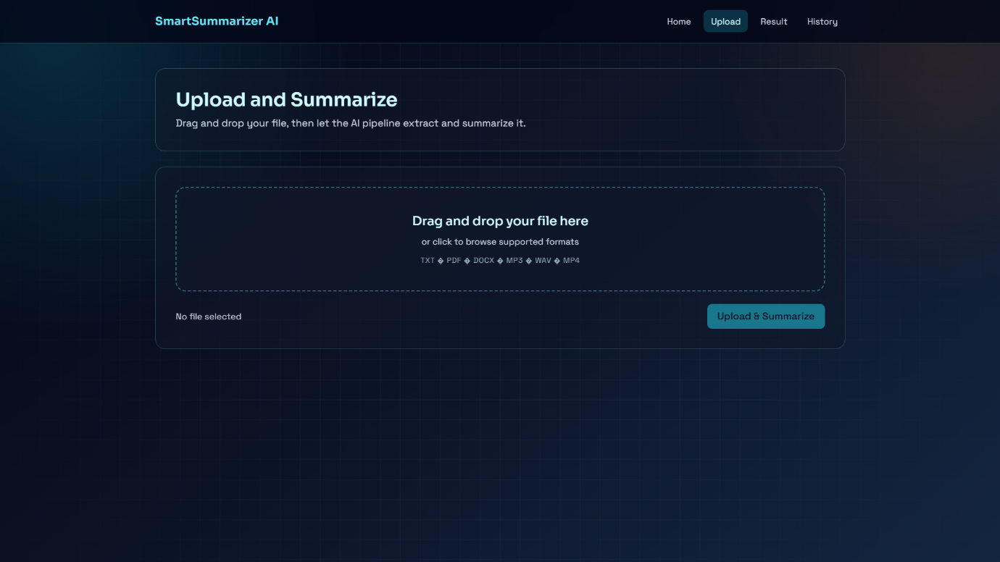 SmartSummarizer AI
Home Upload Result History
Upload and Summarize
Drag and drop your file, then let the AI pipeline extract and summarize it.
Drag and drop your file here
or click to browse supported formats
TXT � PDF � DOCX � MP3 � WAV � MP4
No file selected
Upload & Summarize